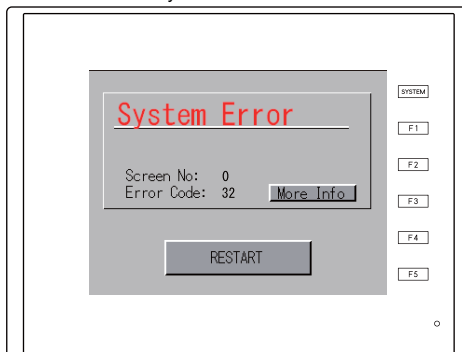 System Error
Screen No: 0
Error Code: 32
More Info
RESTART
SYSTEM
F1
F2
F3
F4
F5